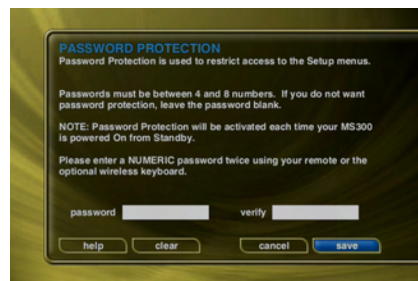 PASSWORD PROTECTION
Password Protection is used to restrict access to the Setup menus.
Passwords must be between 4 and 8 numbers. If you do not want
password protection, leave the password blank.
NOTE: Password Protection will be activated each time your MS300
is powered On from Standby.
Please enter a NUMERIC password twice using your remote or the
optional wireless keyboard.
password verify
help clear cancel save